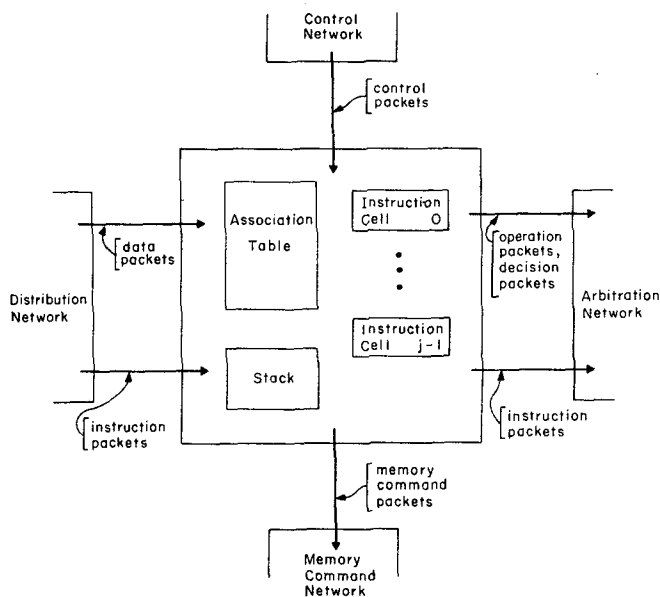 Control
Network
control
packets
Association
Table
Instruction
Cell 0
data
packets
operation
packets,
decision
packets
Distribution
Network
Arbitration
Network
Instruction
Cell j-1
Stack
instruction
packets
instruction
packets
memory
command
packets
Memory
Command Network